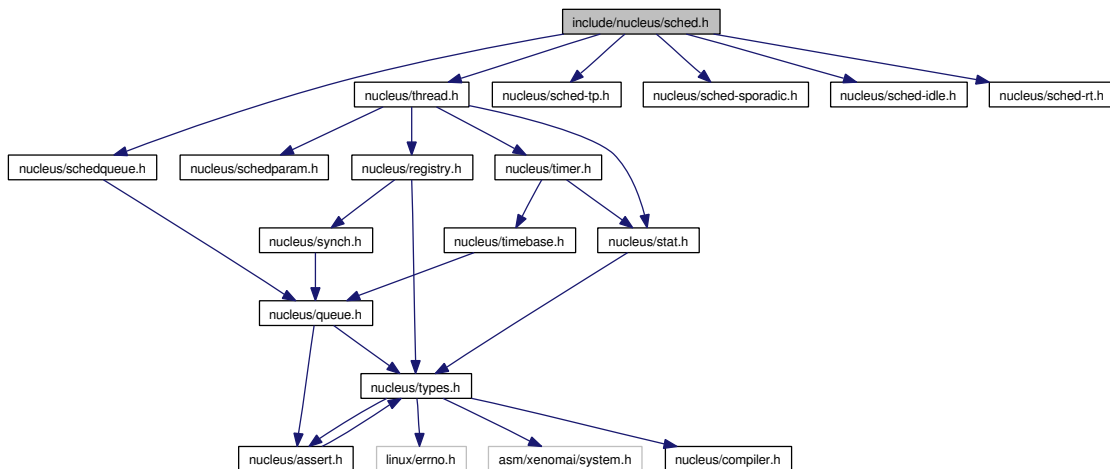 include/nucleus/sched.h
nucleus/thread.h
nucleus/sched-tp.h
nucleus/sched-sporadic.h
nucleus/sched-idle.h
nucleus/sched-rt.h
nucleus/schedqueue.h
nucleus/schedparam.h
nucleus/registry.h
nucleus/timer.h
nucleus/synch.h
nucleus/timebase.h
nucleus/stat.h
nucleus/queue.h
nucleus/types.h
nucleus/assert.h
linux/errno.h
asm/xenomai/system.h
nucleus/compiler.h